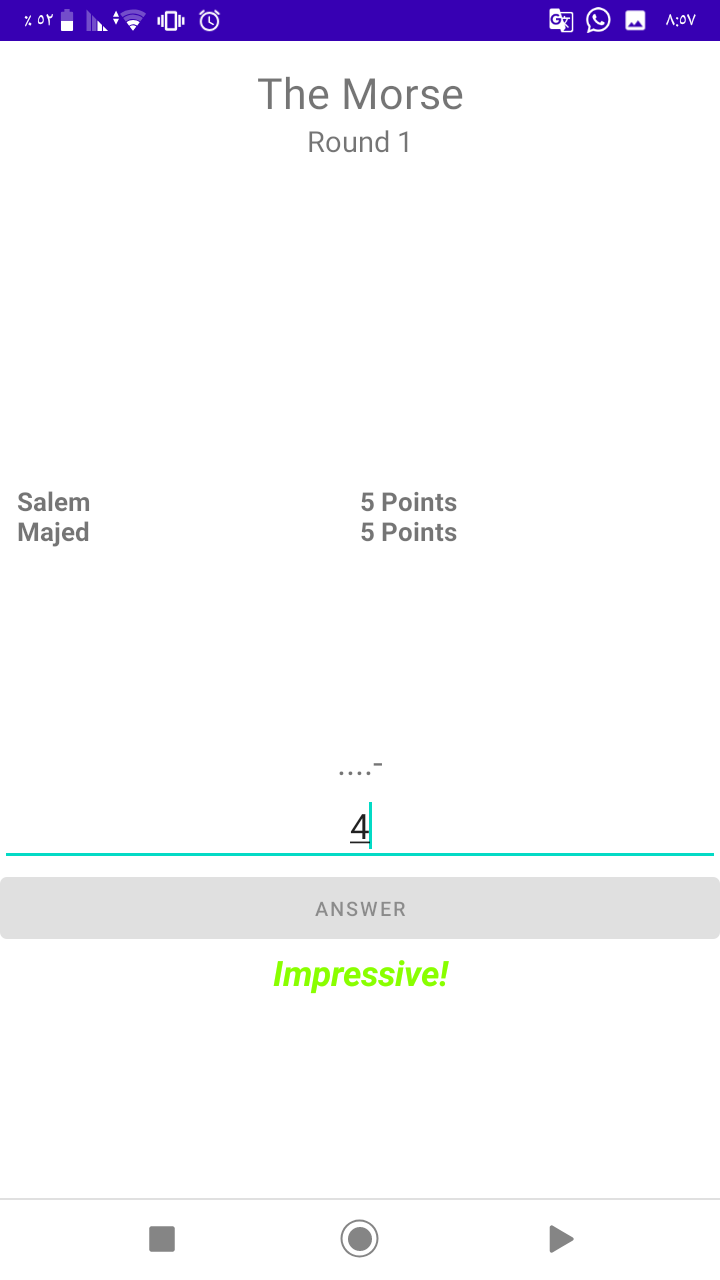 ٪ ٥٢
٨:٥٧
The Morse
Round 1
Salem 5 Points
Majed 5 Points
....-
4
ANSWER
Impressive!